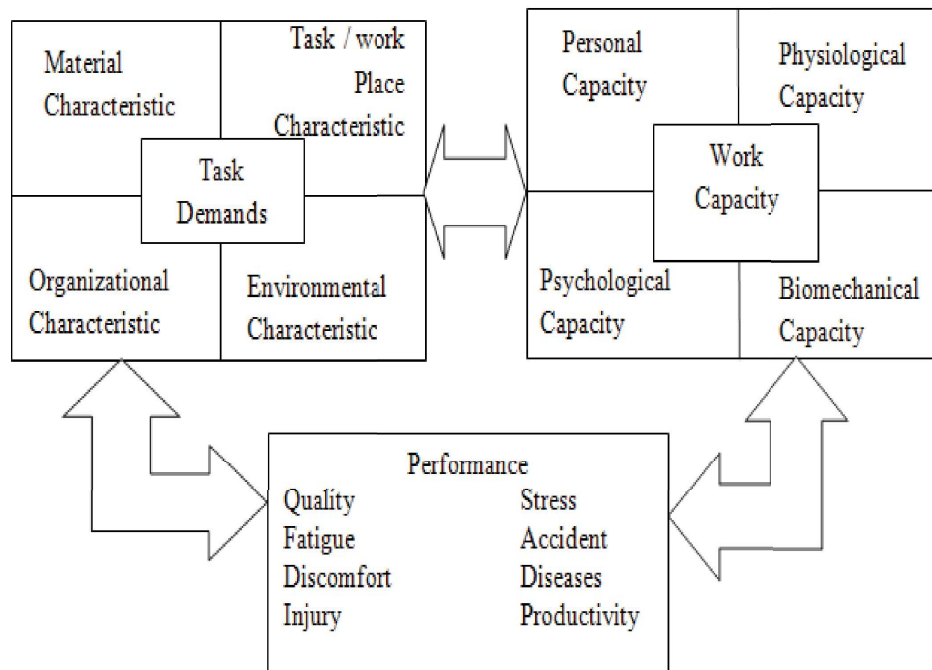 Material
Characteristic
Task / work
Place
Characteristic
Task
Demands
Organizational
Characteristic
Environmental
Characteristic
Personal
Capacity
Physiological
Capacity
Work
Capacity
Psychological
Capacity
Biomechanical
Capacity
Performance
Quality
Fatigue
Discomfort
Injury
Stress
Accident
Diseases
Productivity